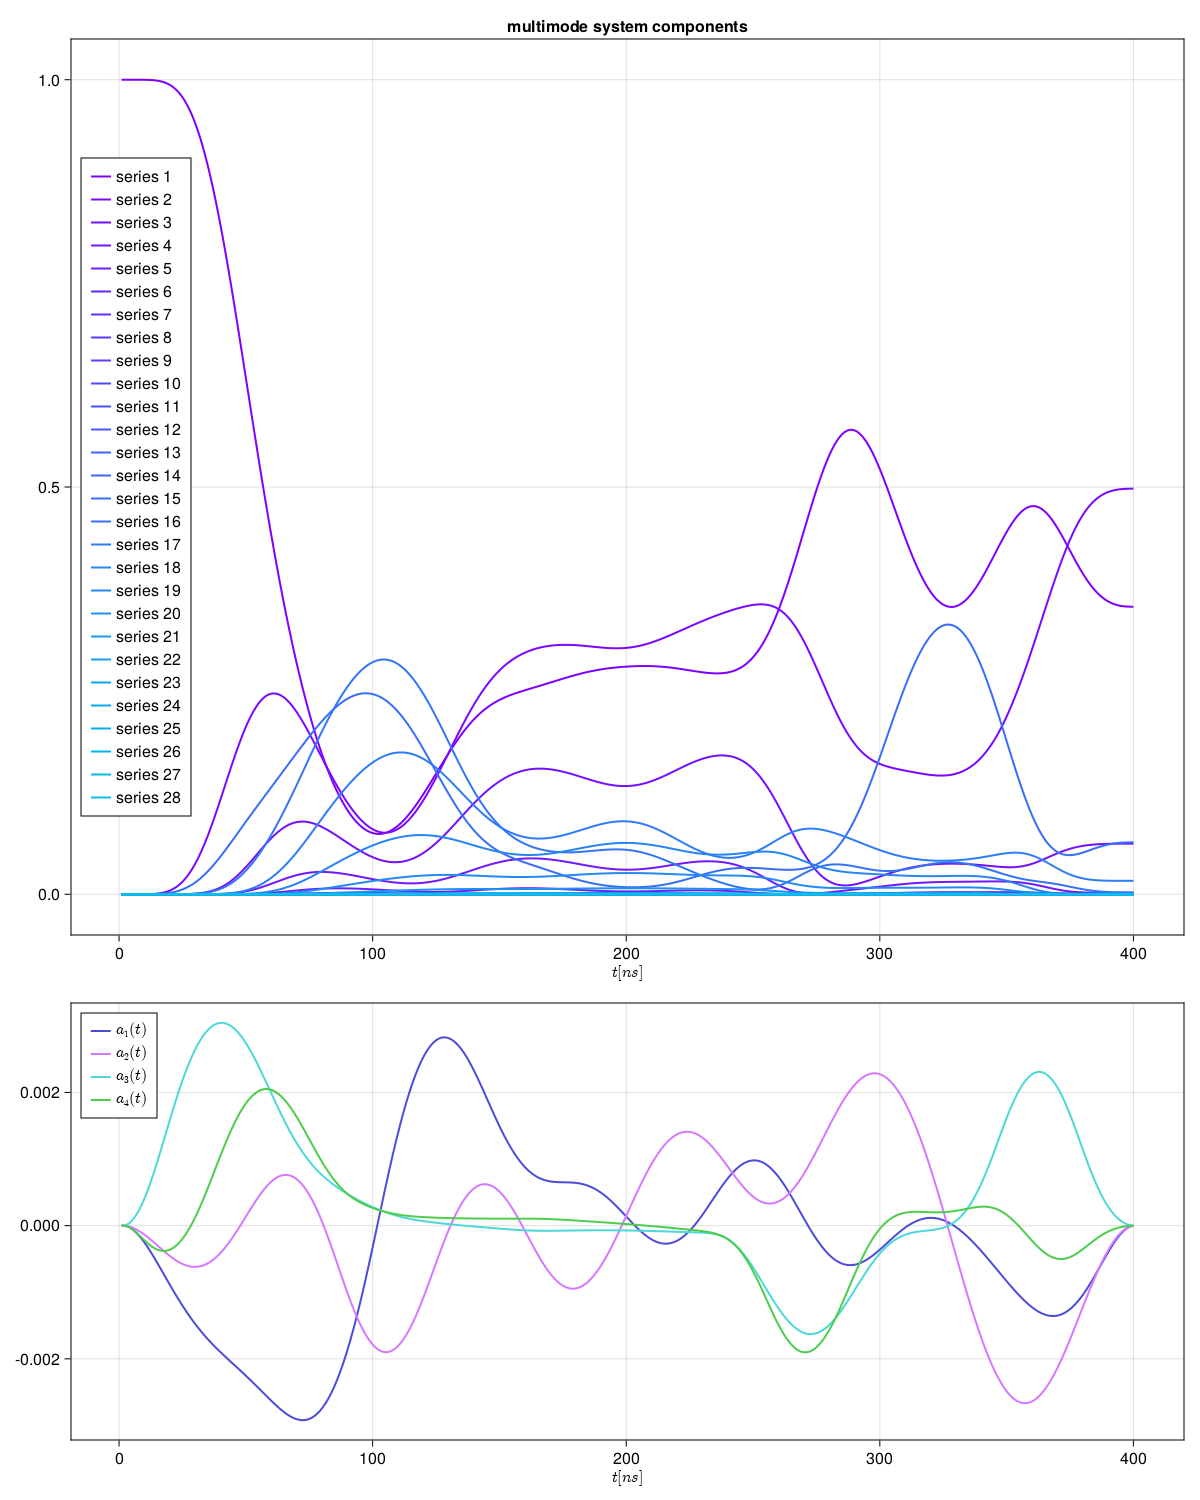 multimode system components
1.0
series 1
series 2
series 3
series 4
series 5
series 6
series 7
series 8
series 9
series 10
series 11
series 12
series 13
series 14
series 15
series 16
series 17
series 18
series 19
series 20
series 21
series 22
series 23
series 24
series 25
series 26
series 27
series 28
0.5
0.0
0 100 200 300 400
t[ns]
a₁(t)
a₂(t)
a₃(t)
a₄(t)
0.002
0.000
-0.002
0 100 200 300 400
t[ns]